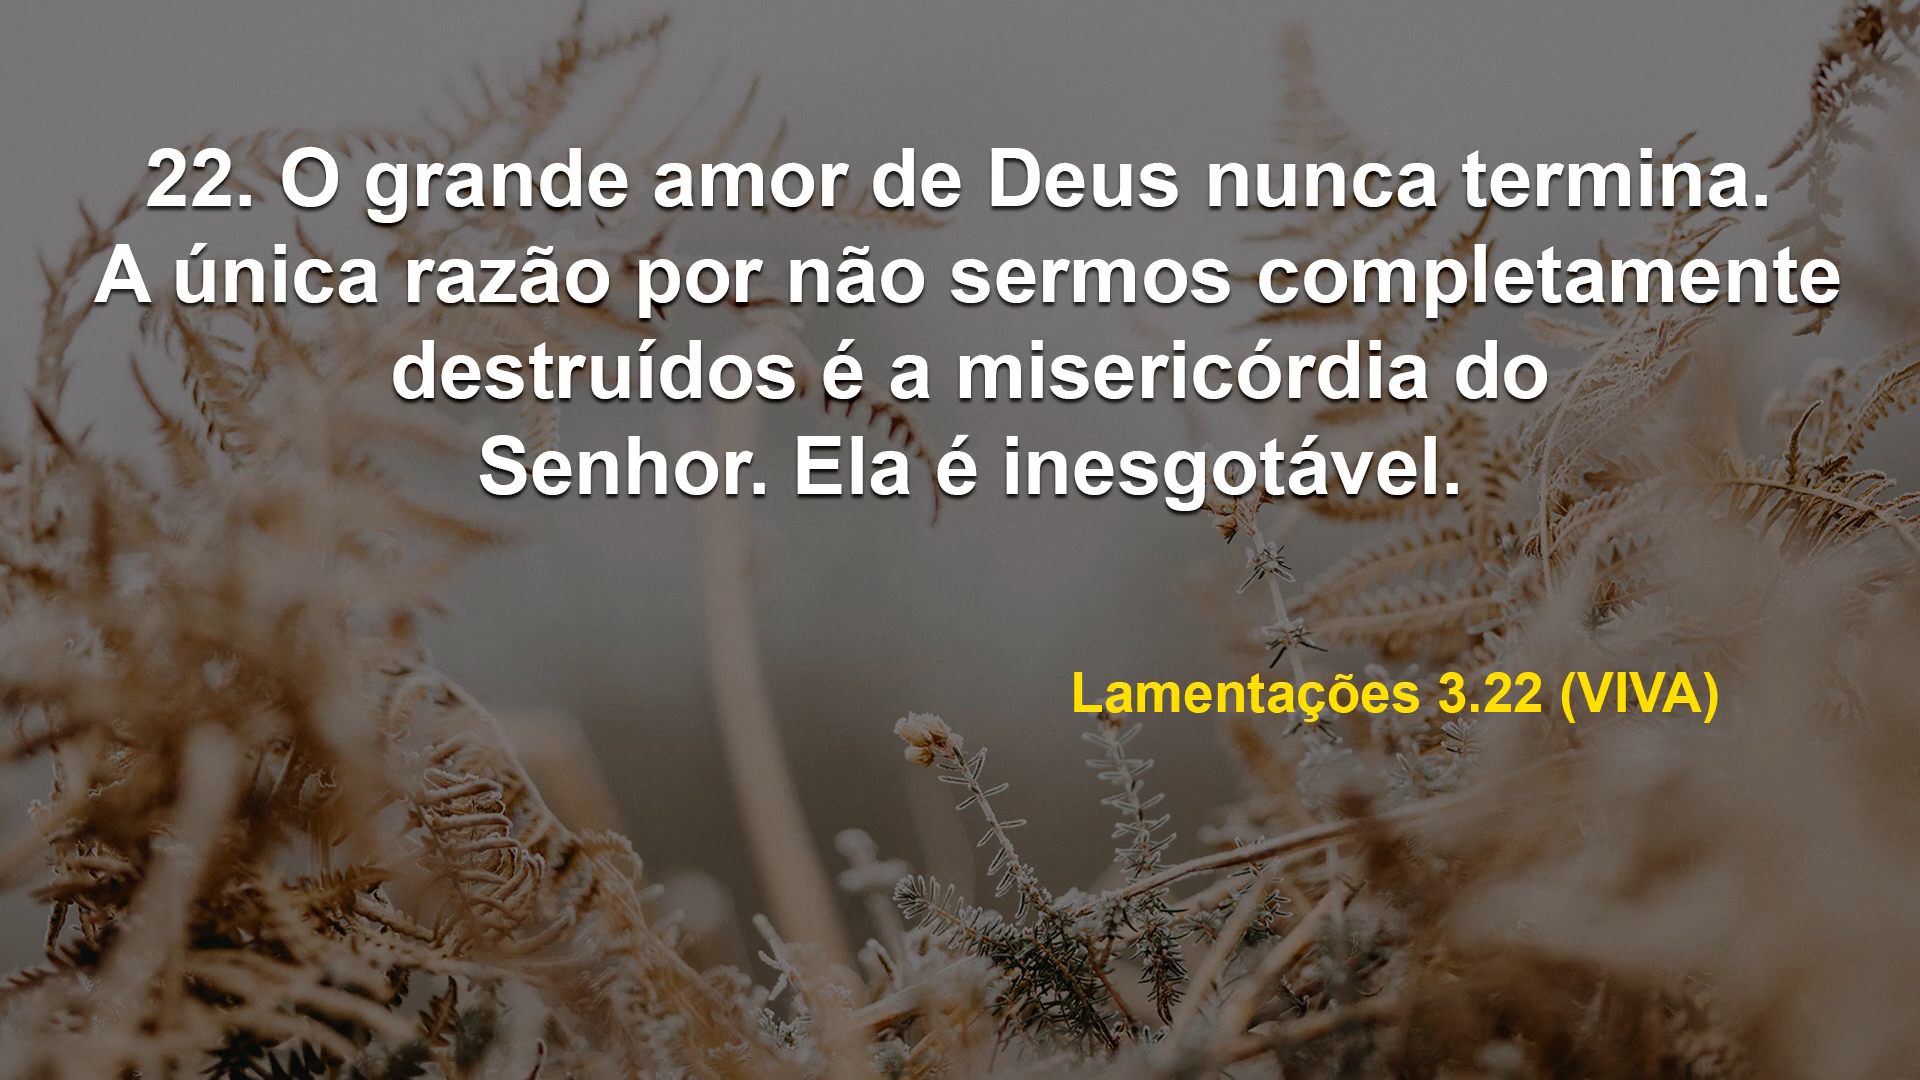 22. O grande amor de Deus nunca termina.
A única razão por não sermos completamente
destruídos é a misericórdia do
Senhor. Ela é inesgotável.
Lamentações 3.22 (VIVA)